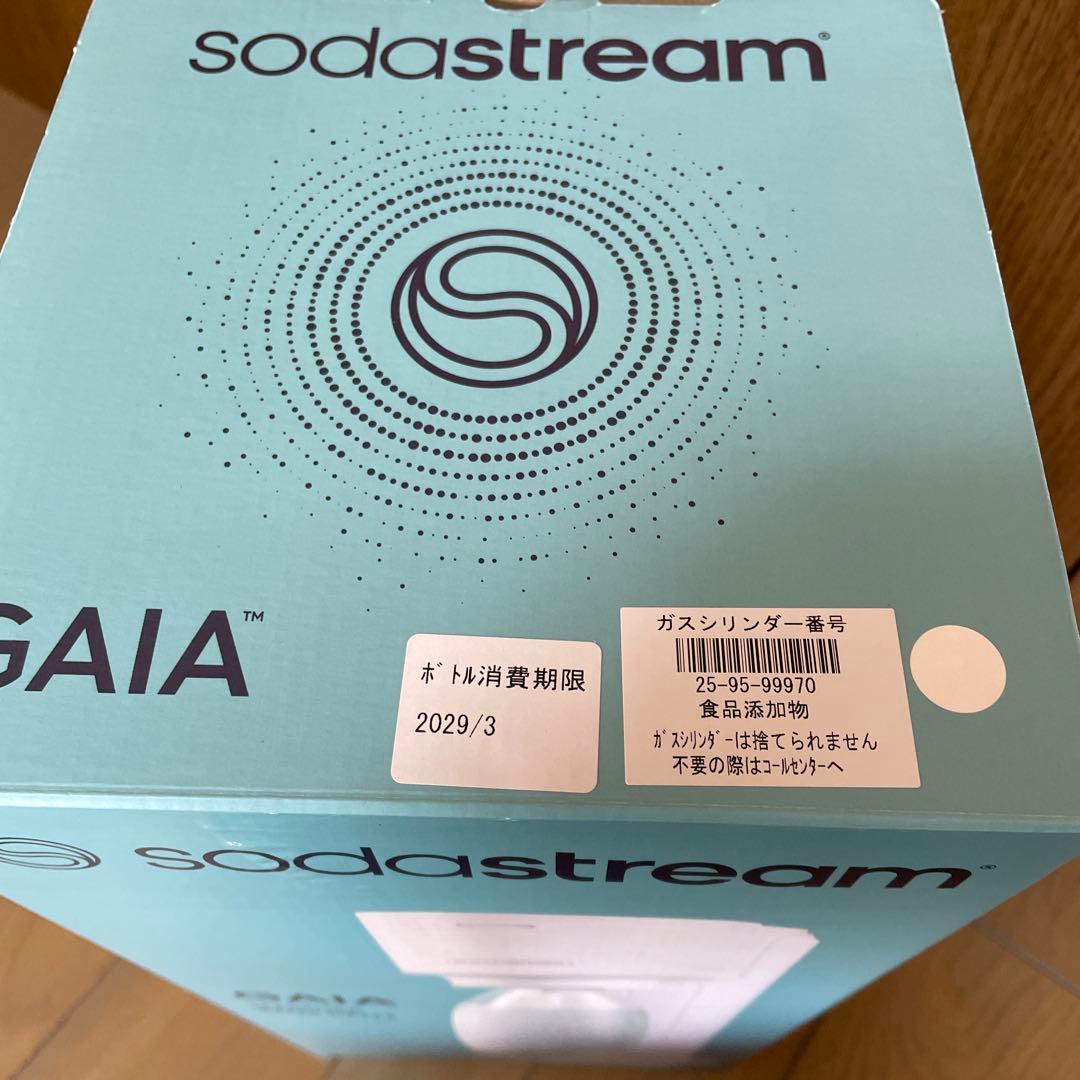 sodastream®
GAIA™
ボトル消費期限
2029/3
ガスシリンダー番号
25-95-99970
食品添加物
ガスシリンダーは捨てられません
不要の際はコールセンターへ
sodastream®
GAIA